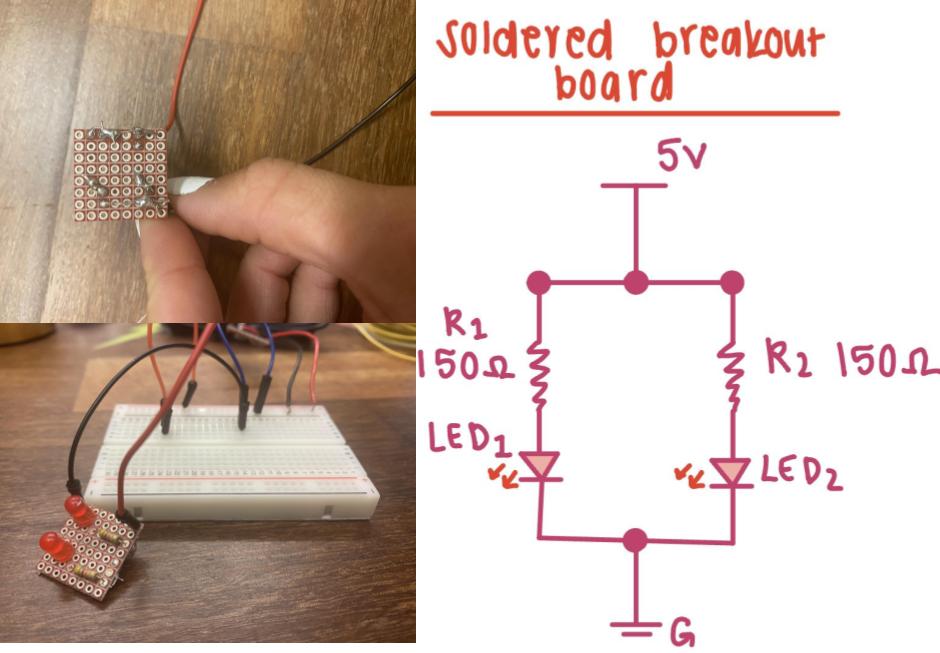 soldered breakout
board
5V
R1
150Ω
R2 150Ω
LED1
LED2
G